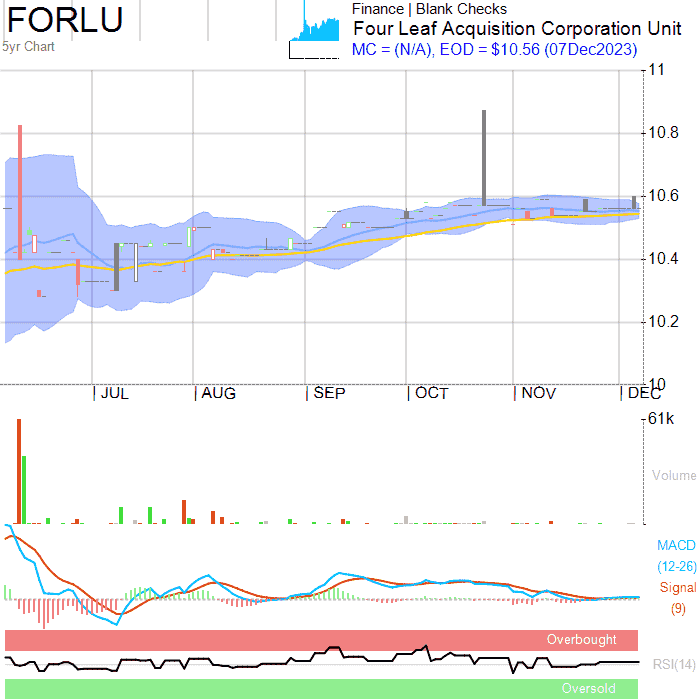 FORLU
5yr Chart
Finance | Blank Checks
Four Leaf Acquisition Corporation Unit
MC = (N/A), EOD = $10.56 (07Dec2023)
11
10.8
10.6
10.4
10.2
10
JUL AUG SEP OCT NOV DEC
61k
Volume
MACD
(12-26)
Signal
(9)
Overbought
RSI(14)
Oversold